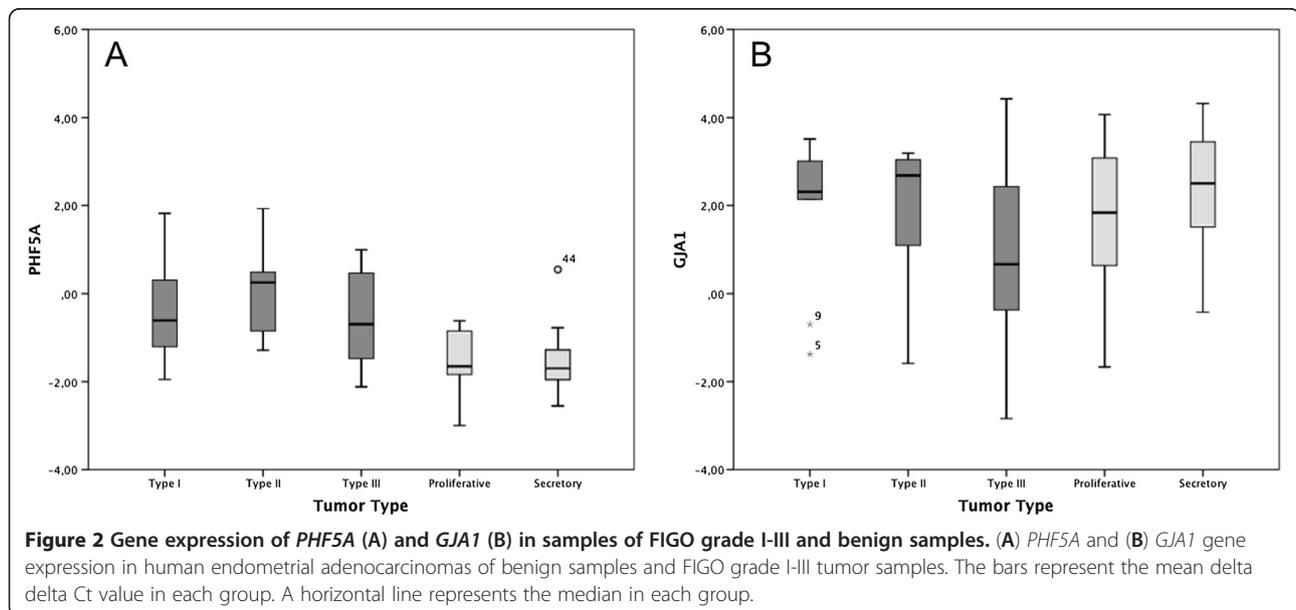 A
6,00
4,00
2,00
,00
-2,00
-4,00
PHF5A
44
Type I Type II Type III Proliferative Secretory
Tumor Type
B
6,00
4,00
2,00
,00
-2,00
-4,00
GJA1
9
5
Type I Type II Type III Proliferative Secretory
Tumor Type
Figure 2 Gene expression of PHF5A (A) and GJA1 (B) in samples of FIGO grade I-III and benign samples. (A) PHF5A and (B) GJA1 gene
expression in human endometrial adenocarcinomas of benign samples and FIGO grade I-III tumor samples. The bars represent the mean delta
delta Ct value in each group. A horizontal line represents the median in each group.